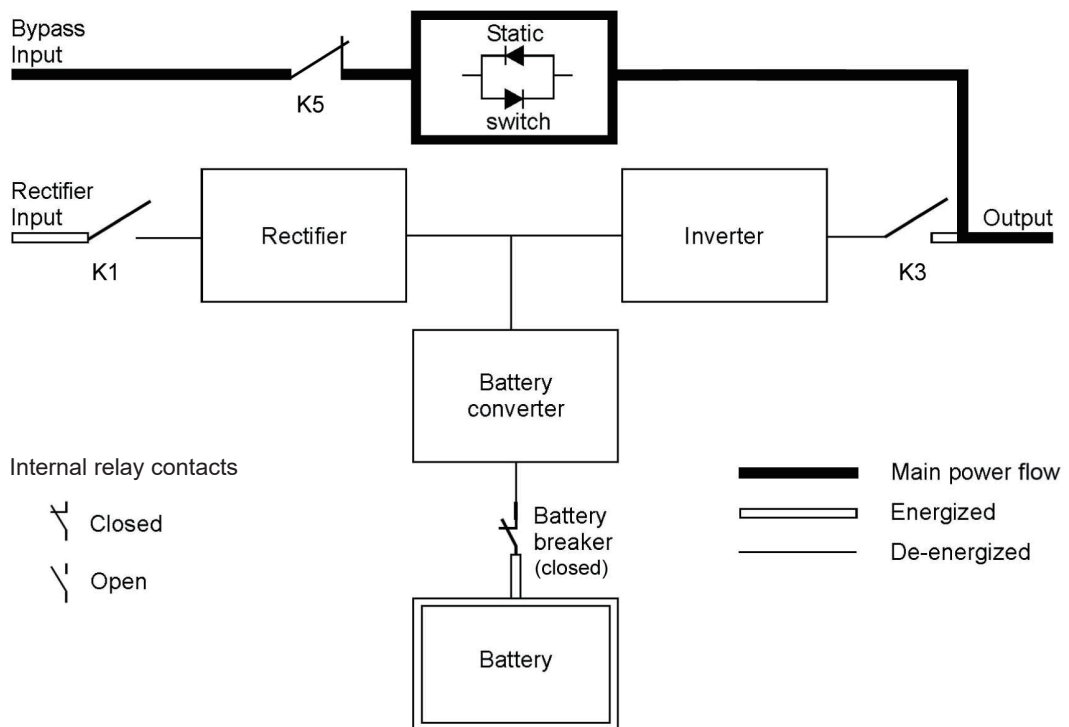 Bypass
Input
Static
switch
K5
Rectifier
Input
K1
Rectifier
Inverter
K3
Output
Battery
converter
Internal relay contacts
Closed
Open
Battery
breaker
(closed)
Battery
Main power flow
Energized
De-energized